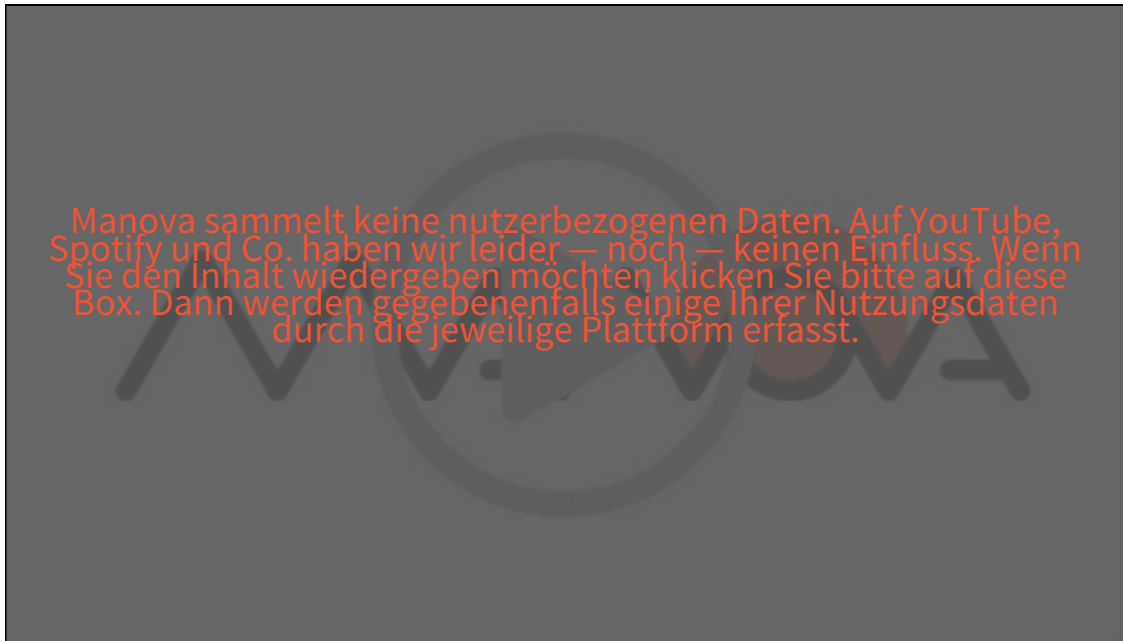 Manova sammelt keine nutzerbezogenen Daten. Auf YouTube,
Spotify und Co. haben wir leider — noch — keinen Einfluss. Wenn
Sie den Inhalt wiedergeben möchten klicken Sie bitte auf diese
Box. Dann werden gegebenenfalls einige Ihrer Nutzungsdaten
durch die jeweilige Plattform erfasst.
MANOVA